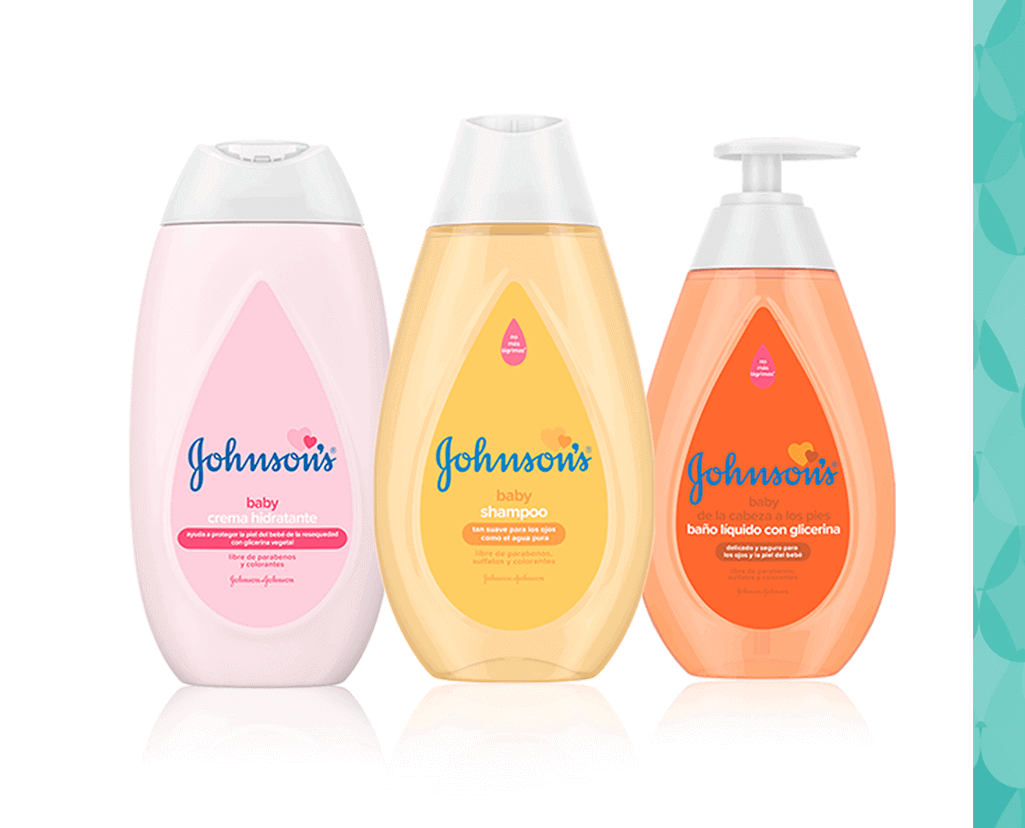 Johnson's®
baby
crema hidratante
Ayuda a proteger la piel del bebé de la resequedad
con glicerina vegetal
libre de parabenos
y colorantes
Johnson+Johnson
no
más
lágrimas®
Johnson's®
baby
shampoo
tan suave para los ojos
como el agua pura
libre de parabenos,
sulfatos y colorantes
Johnson+Johnson
no
más
lágrimas®
Johnson's®
baby
de la cabeza a los pies
baño líquido con glicerina
delicado y seguro para
los ojos y la piel del bebé
libre de parabenos,
sulfatos y colorantes
Johnson+Johnson